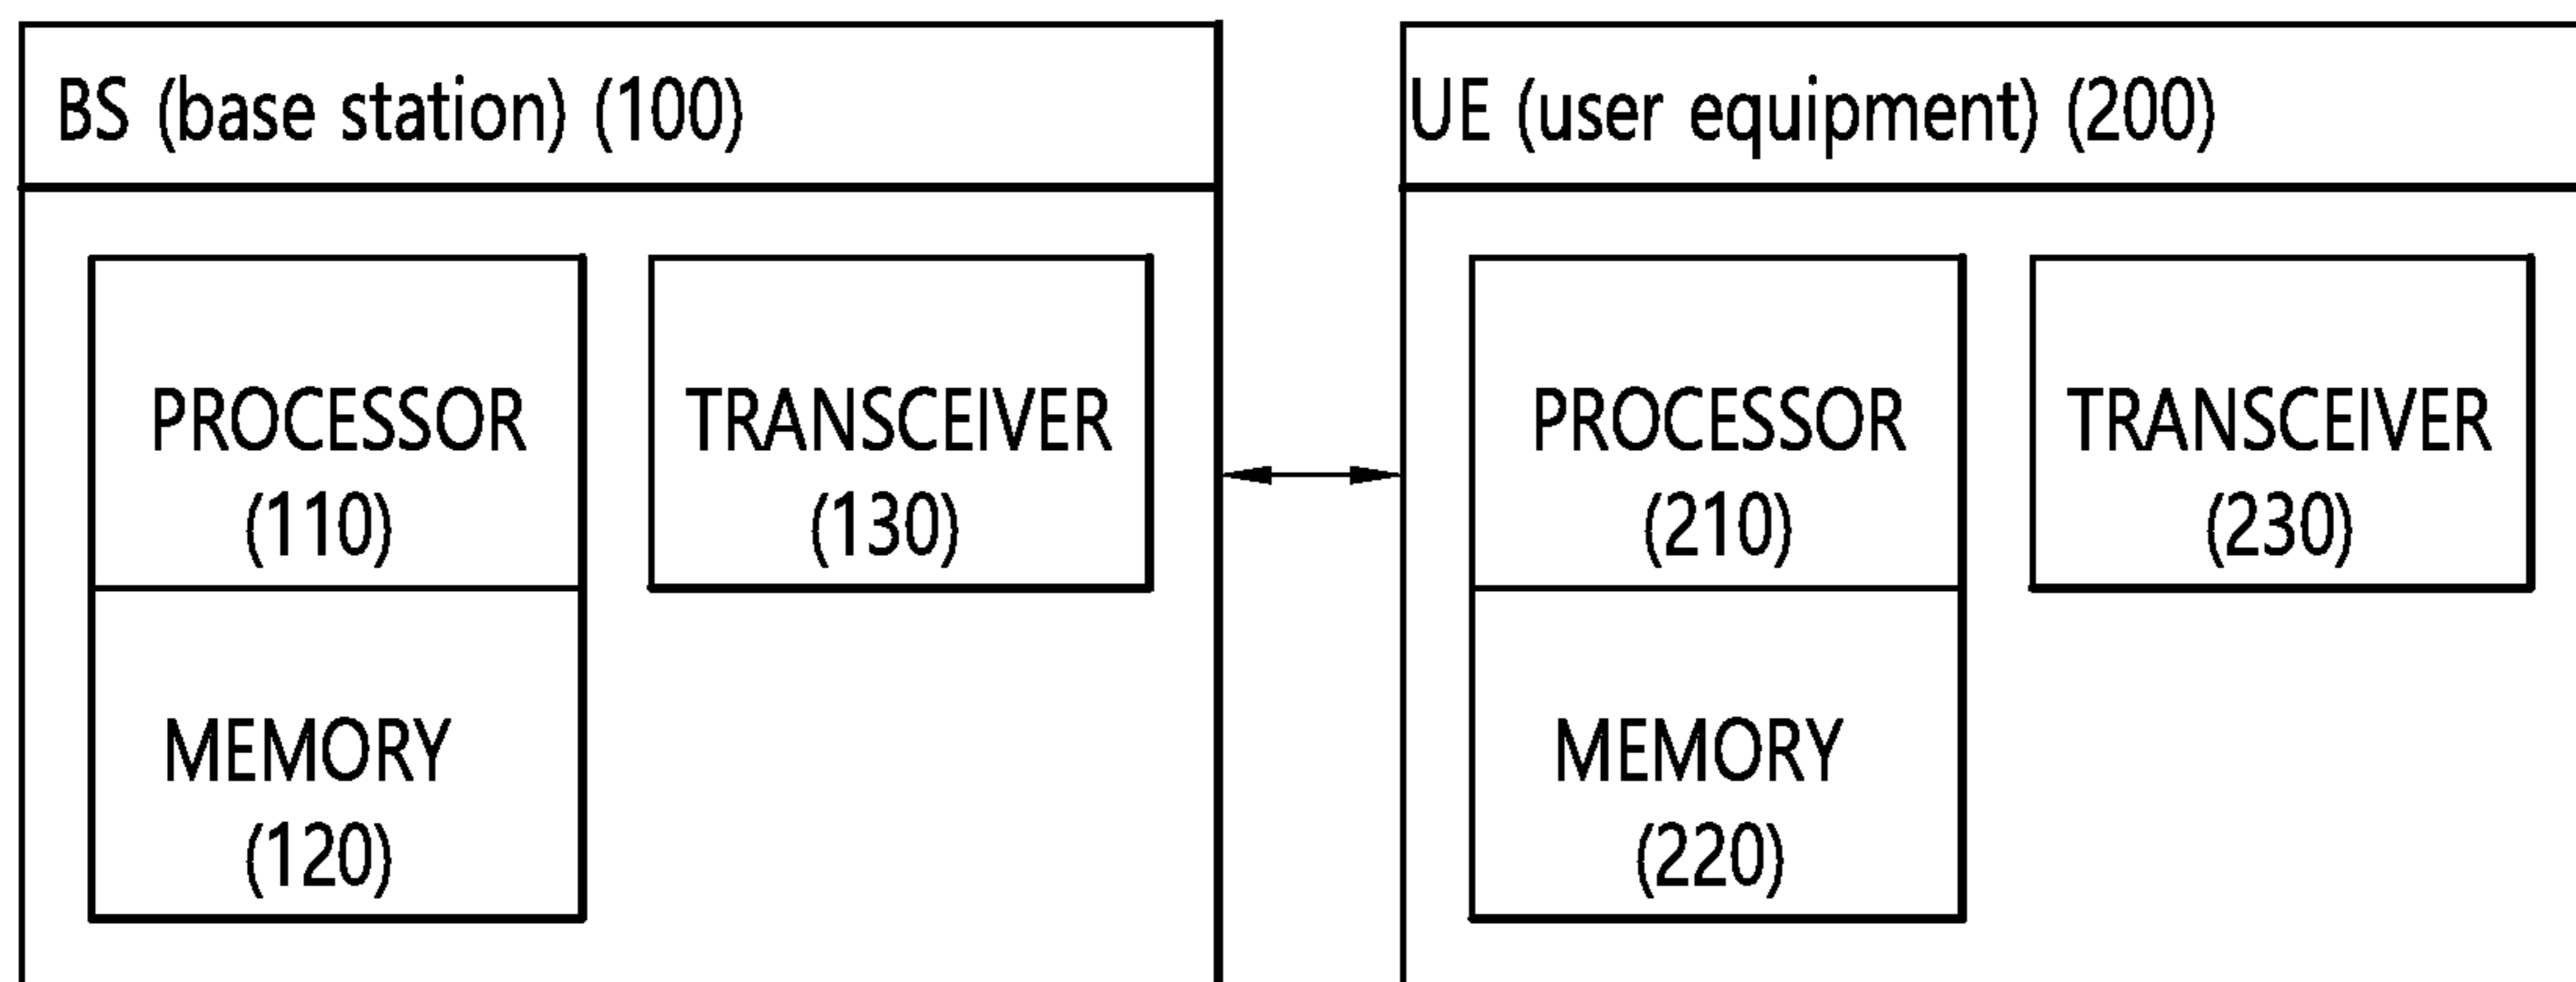 BS (base station) (100)
PROCESSOR
(110)
TRANSCEIVER
(130)
MEMORY
(120)
UE (user equipment) (200)
PROCESSOR
(210)
TRANSCEIVER
(230)
MEMORY
(220)